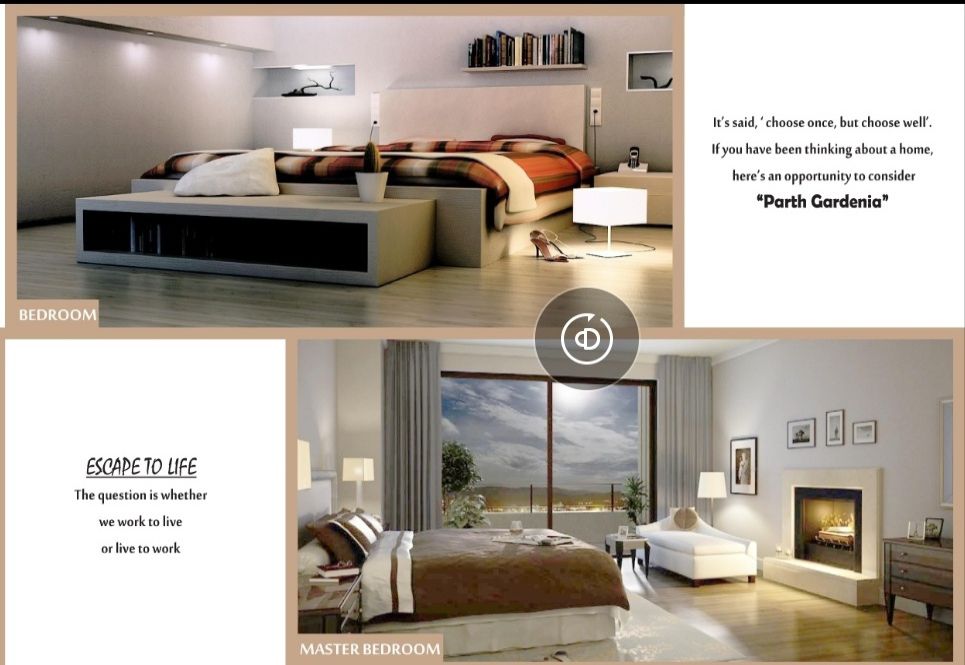 It's said, ‘ choose once, but choose well’.
If you have been thinking about a home,
here's an opportunity to consider
“Parth Gardenia”
BEDROOM
ESCAPE TO LIFE
The question is whether
we work to live
or live to work
MASTER BEDROOM